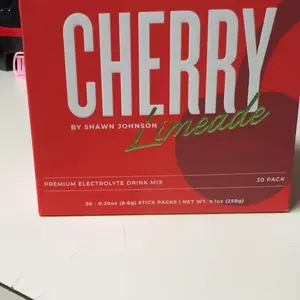 CHERRY
BY SHAWN JOHNSON
Limeade
PREMIUM ELECTROLYTE DRINK MIX
30 PACK
30 - 0.30oz (8.6g) STICK PACKS | NET WT. 9.1oz (258g)